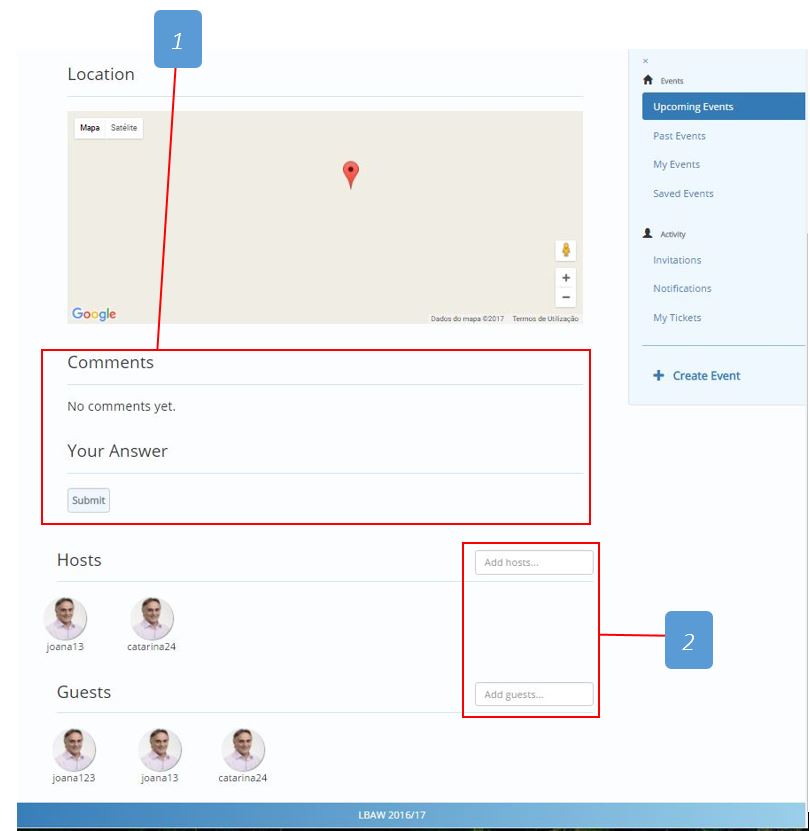 1
Location
Mapa Satélite
Google
Dados do mapa ©2017 Termos de Utilização
Comments
No comments yet.
Your Answer
Submit
Hosts
Add hosts...
joana13 catarina24
2
Guests
Add guests...
joana123 joana13 catarina24
×
Events
Upcoming Events
Past Events
My Events
Saved Events
Activity
Invitations
Notifications
My Tickets
+ Create Event
LBAW 2016/17